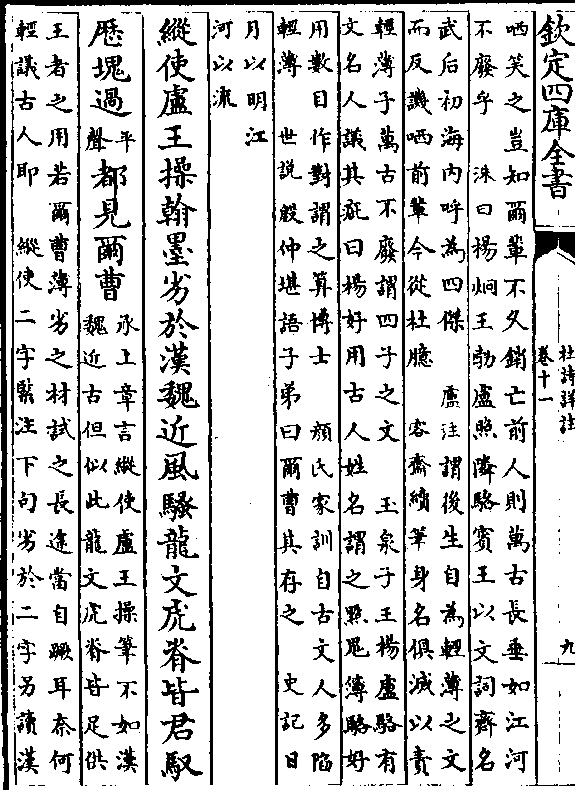 欽定四庫全書
杜詩詳註
卷十一
九
哂笑之豈知爾輩不久銷亡前人則萬古長垂如江河
不廢乎 洙曰楊烱王勃盧照隣駱賓王以文詞齊名
武后初海内呼為四傑 盧注謂後生自為輕薄之文
而反譏哂前輩今從杜臆 容齋續筆身名俱滅以責
輕薄子萬古不廢謂四子之文 玉泉子王楊盧駱有
文名人議其疵曰楊好用古人姓名謂之㸃鬼簿駱好
用數目作對謂之算博士 顔氏家訓自古文人多陷
輕薄 世說殷仲堪語子弟曰爾曹其存之 史記日
月以明江
河以流
縱使盧王操翰墨劣於漢魏近風騷龍文虎脊皆君馭
歴塊過平聲都見爾曹
承上章言縱使盧王操筆不如漢
魏近古但似此龍文虎脊皆足供
王者之用若爾曹薄劣之材試之長途當自蹶耳奈何
輕議古人耶 縱使二字緊注下句劣於二字另讀漢